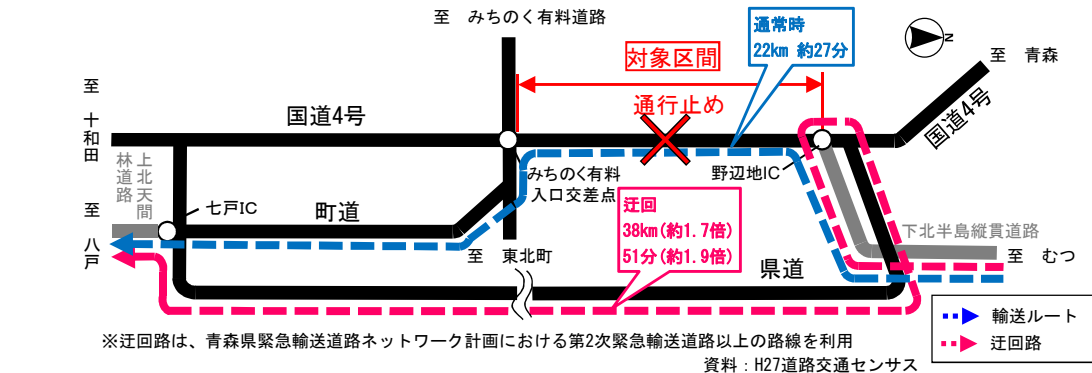 至 みちのく有料道路
通常時
22km 約27分
N
至 青森
対象区間
通行止め
国道4号
国道4号
至 十和田
上北天間林道路
至 八戸
七戸IC
町道
みちのく有料
入口交差点
野辺地IC
迂回
38km(約1.7倍)
51分(約1.9倍)
至 東北町
県道
下北半島縦貫道路
至 むつ
輸送ルート
迂回路
※迂回路は、青森県緊急輸送道路ネットワーク計画における第2次緊急輸送道路以上の路線を利用
資料：H27道路交通センサス